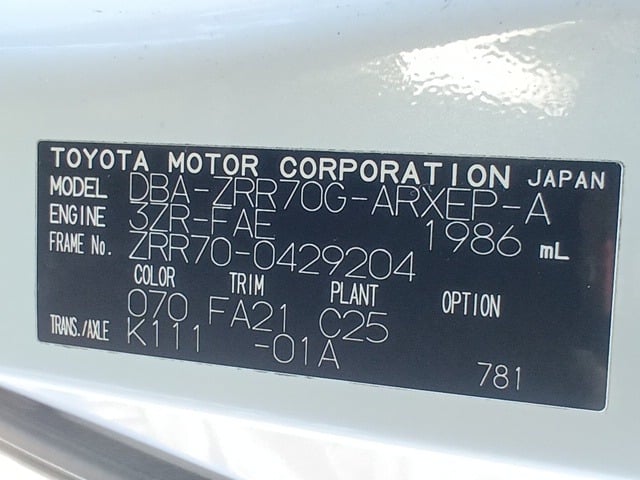 TOYOTA MOTOR CORPORATION JAPAN
MODEL DBA-ZRR70G-ARXEP-A
ENGINE 3ZR-FAE 1986 mL
FRAME No. ZRR70-0429204
COLOR TRIM PLANT OPTION
070 FA21 C25
TRANS./AXLE K111 -01A
781